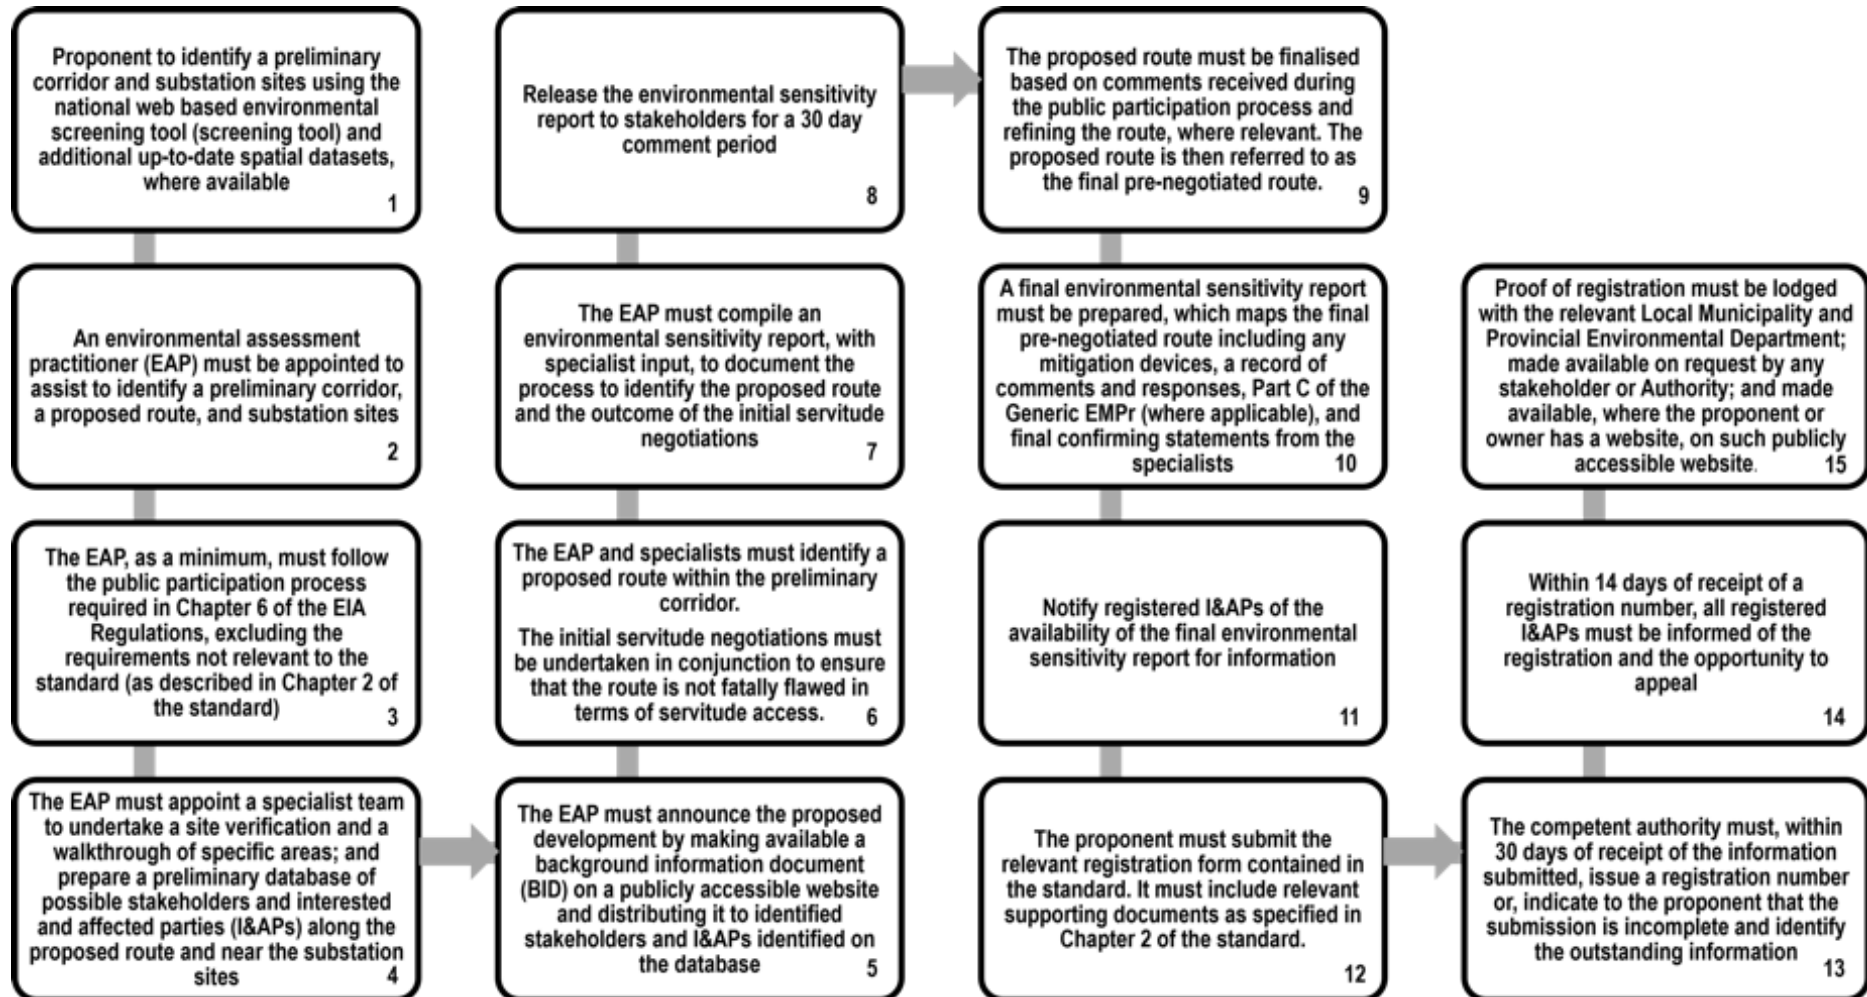 Proponent to identify a preliminary
corridor and substation sites using the
national web based environmental
screening tool (screening tool) and
additional up-to-date spatial datasets,
where available
1
An environmental assessment
practitioner (EAP) must be appointed to
assist to identify a preliminary corridor,
a proposed route, and substation sites
2
The EAP, as a minimum, must follow
the public participation process
required in Chapter 6 of the EIA
Regulations, excluding the
requirements not relevant to the
standard (as described in Chapter 2 of
the standard)
3
The EAP must appoint a specialist team
to undertake a site verification and a
walkthrough of specific areas; and
prepare a preliminary database of
possible stakeholders and interested
and affected parties (I&APs) along the
proposed route and near the substation
sites
4
The EAP must announce the proposed
development by making available a
background information document
(BID) on a publicly accessible website
and distributing it to identified
stakeholders and I&APs identified on
the database
5
The EAP and specialists must identify a
proposed route within the preliminary
corridor.
The initial servitude negotiations must
be undertaken in conjunction to ensure
that the route is not fatally flawed in
terms of servitude access.
6
The EAP must compile an
environmental sensitivity report, with
specialist input, to document the
process to identify the proposed route
and the outcome of the initial servitude
negotiations
7
Release the environmental sensitivity
report to stakeholders for a 30 day
comment period
8
The proposed route must be finalised
based on comments received during
the public participation process and
refining the route, where relevant. The
proposed route is then referred to as
the final pre-negotiated route.
9
A final environmental sensitivity report
must be prepared, which maps the final
pre-negotiated route including any
mitigation devices, a record of
comments and responses, Part C of the
Generic EMPr (where applicable), and
final confirming statements from the
specialists
10
Notify registered I&APs of the
availability of the final environmental
sensitivity report for information
11
The proponent must submit the
relevant registration form contained in
the standard. It must include relevant
supporting documents as specified in
Chapter 2 of the standard.
12
The competent authority must, within
30 days of receipt of the information
submitted, issue a registration number
or, indicate to the proponent that the
submission is incomplete and identify
the outstanding information
13
Within 14 days of receipt of a
registration number, all registered
I&APs must be informed of the
registration and the opportunity to
appeal
14
Proof of registration must be lodged
with the relevant Local Municipality and
Provincial Environmental Department;
made available on request by any
stakeholder or Authority; and made
available, where the proponent or
owner has a website, on such publicly
accessible website.
15